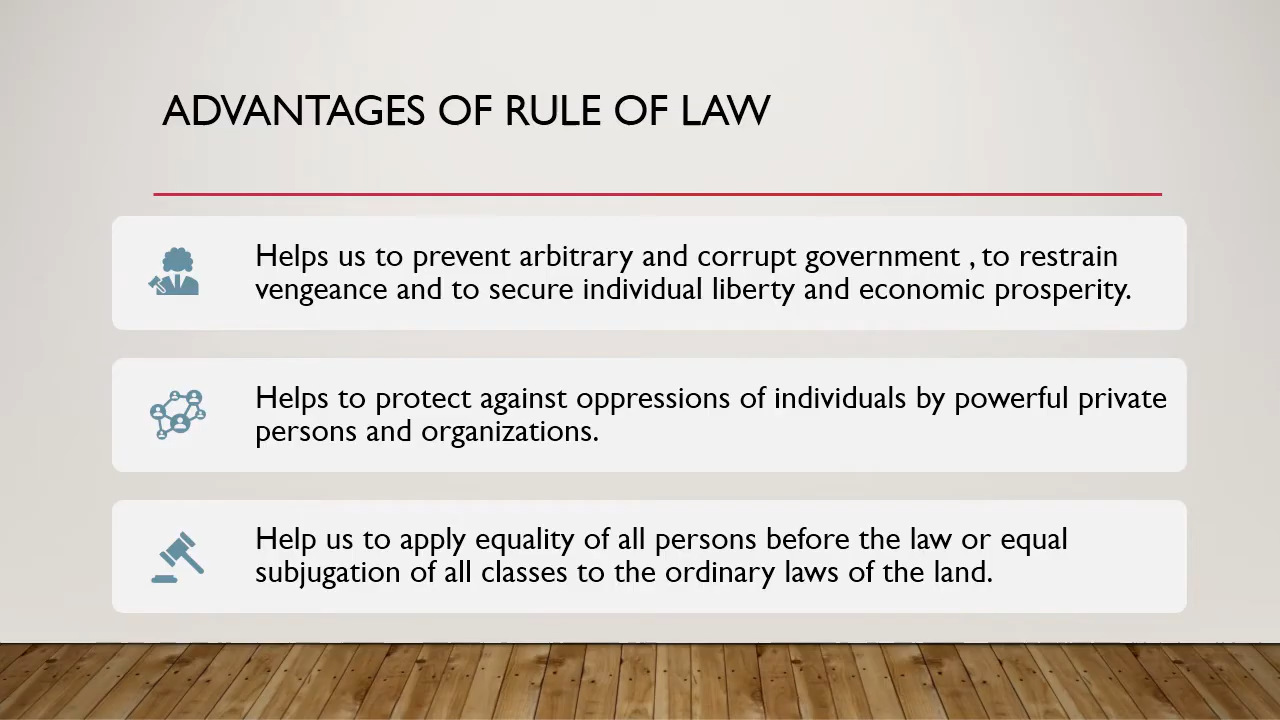 ADVANTAGES OF RULE OF LAW
Helps us to prevent arbitrary and corrupt government , to restrain
vengeance and to secure individual liberty and economic prosperity.
Helps to protect against oppressions of individuals by powerful private
persons and organizations.
Help us to apply equality of all persons before the law or equal
subjugation of all classes to the ordinary laws of the land.